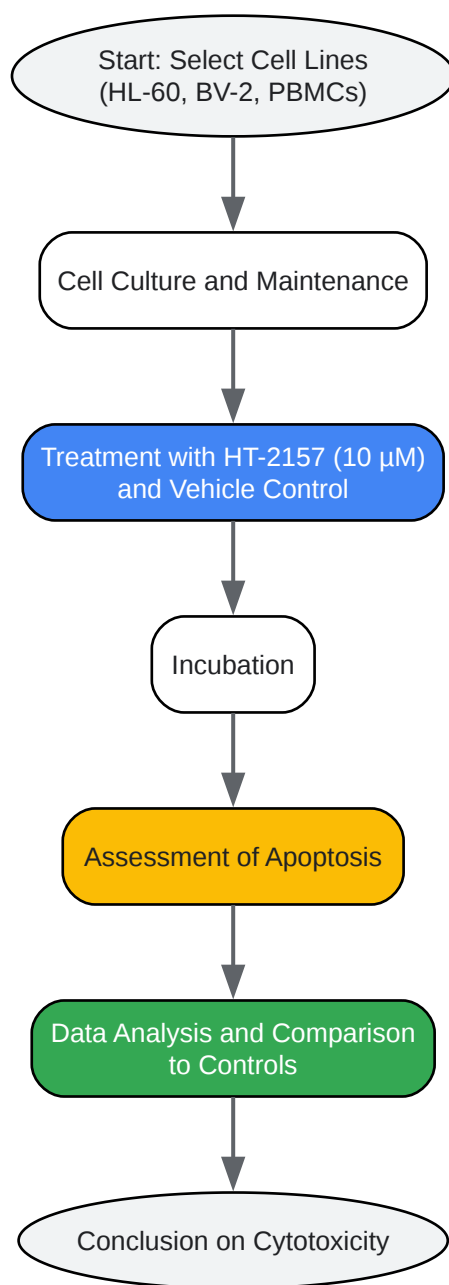 Start: Select Cell Lines
(HL-60, BV-2, PBMCs)
Cell Culture and Maintenance
Treatment with HT-2157 (10 µM)
and Vehicle Control
Incubation
Assessment of Apoptosis
Data Analysis and Comparison
to Controls
Conclusion on Cytotoxicity